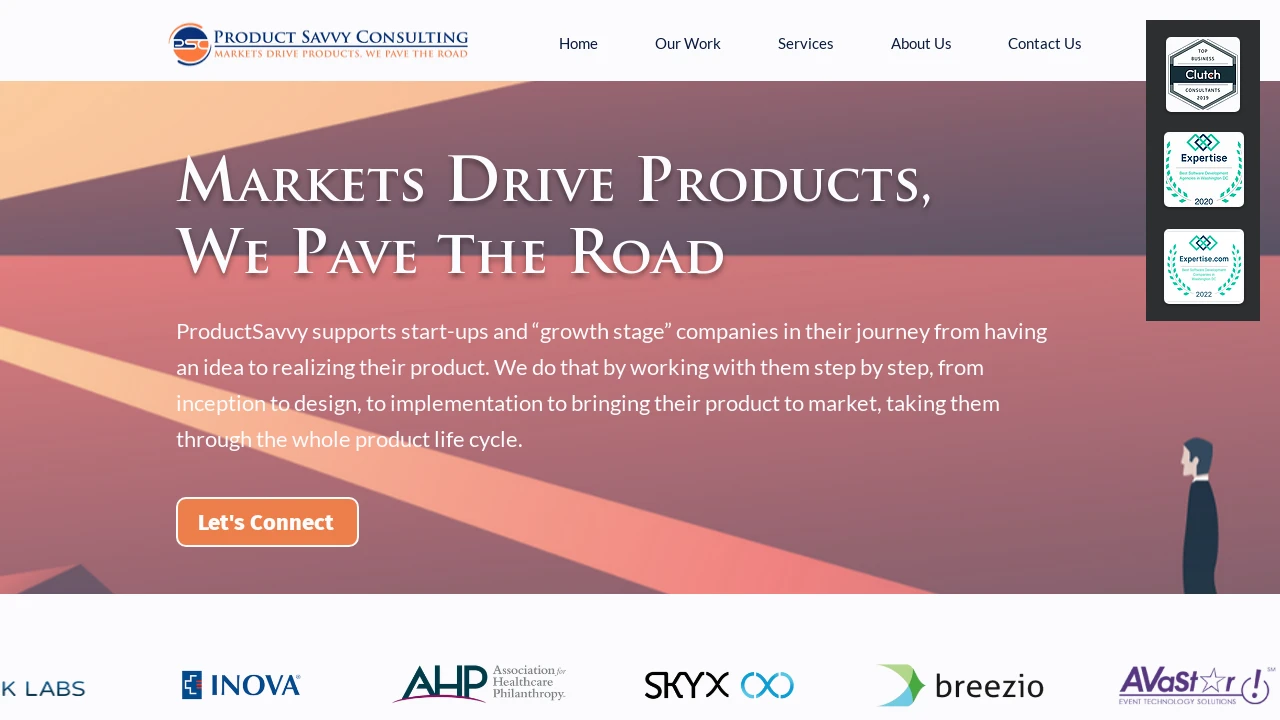 PSC
Product Savvy Consulting
Markets Drive Products. We Pave the Road
Home
Our Work
Services
About Us
Contact Us
TOP
BUSINESS
Clutch
CONSULTANTS
2019
Expertise
Best Software Development
Agencies in Washington DC
2020
Expertise.com
Best Software Development
Companies in
Washington DC
2022
Markets Drive Products,
We Pave The Road
ProductSavvy supports start-ups and “growth stage” companies in their journey from having
an idea to realizing their product. We do that by working with them step by step, from
inception to design, to implementation to bringing their product to market, taking them
through the whole product life cycle.
Let's Connect
K LABS
INOVA®
AHP
Association for
Healthcare
Philanthropy.
SKYX
breezio
AVast☆r!
SM
EVENT TECHNOLOGY SOLUTIONS